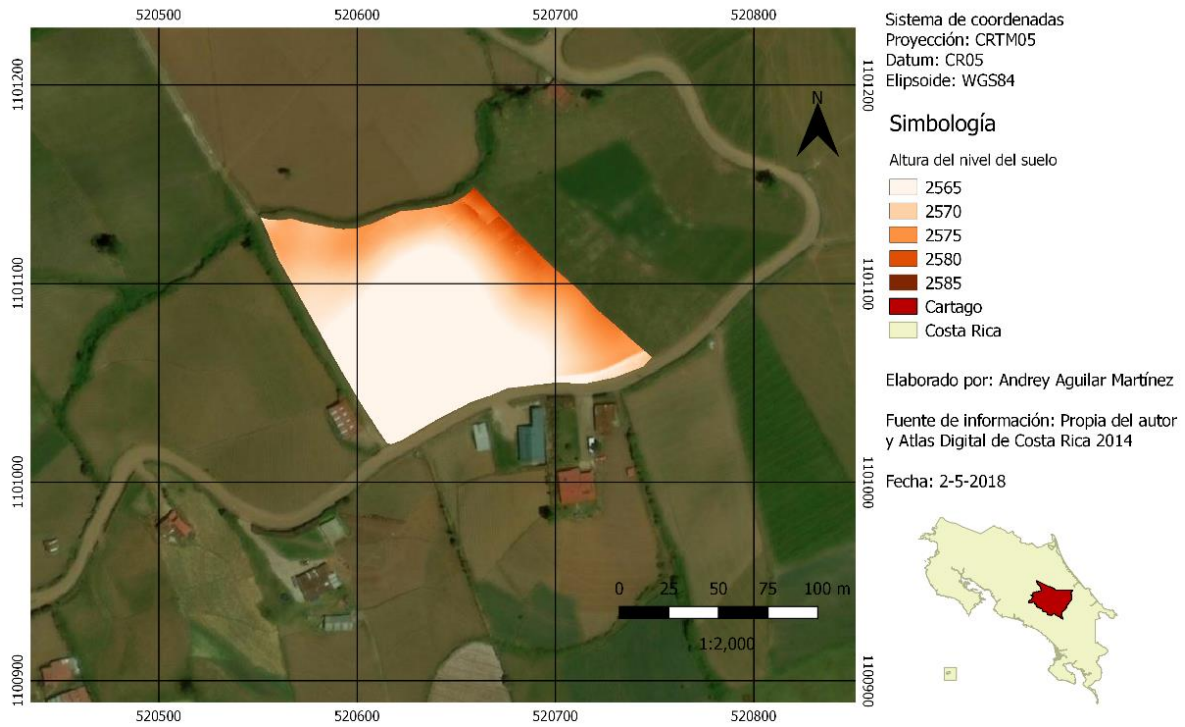 520500 520600 520700 520800
1101200 1101200
1101100 1101100
1101000 1101000
1100900 1100900
N
0 25 50 75 100 m
1:2,000
520500 520600 520700 520800
Sistema de coordenadas
Proyección: CRTM05
Datum: CR05
Elipsoide: WGS84
Simbología
Altura del nivel del suelo
2565
2570
2575
2580
2585
Cartago
Costa Rica
Elaborado por: Andrey Aguilar Martínez
Fuente de información: Propia del autor
y Atlas Digital de Costa Rica 2014
Fecha: 2-5-2018